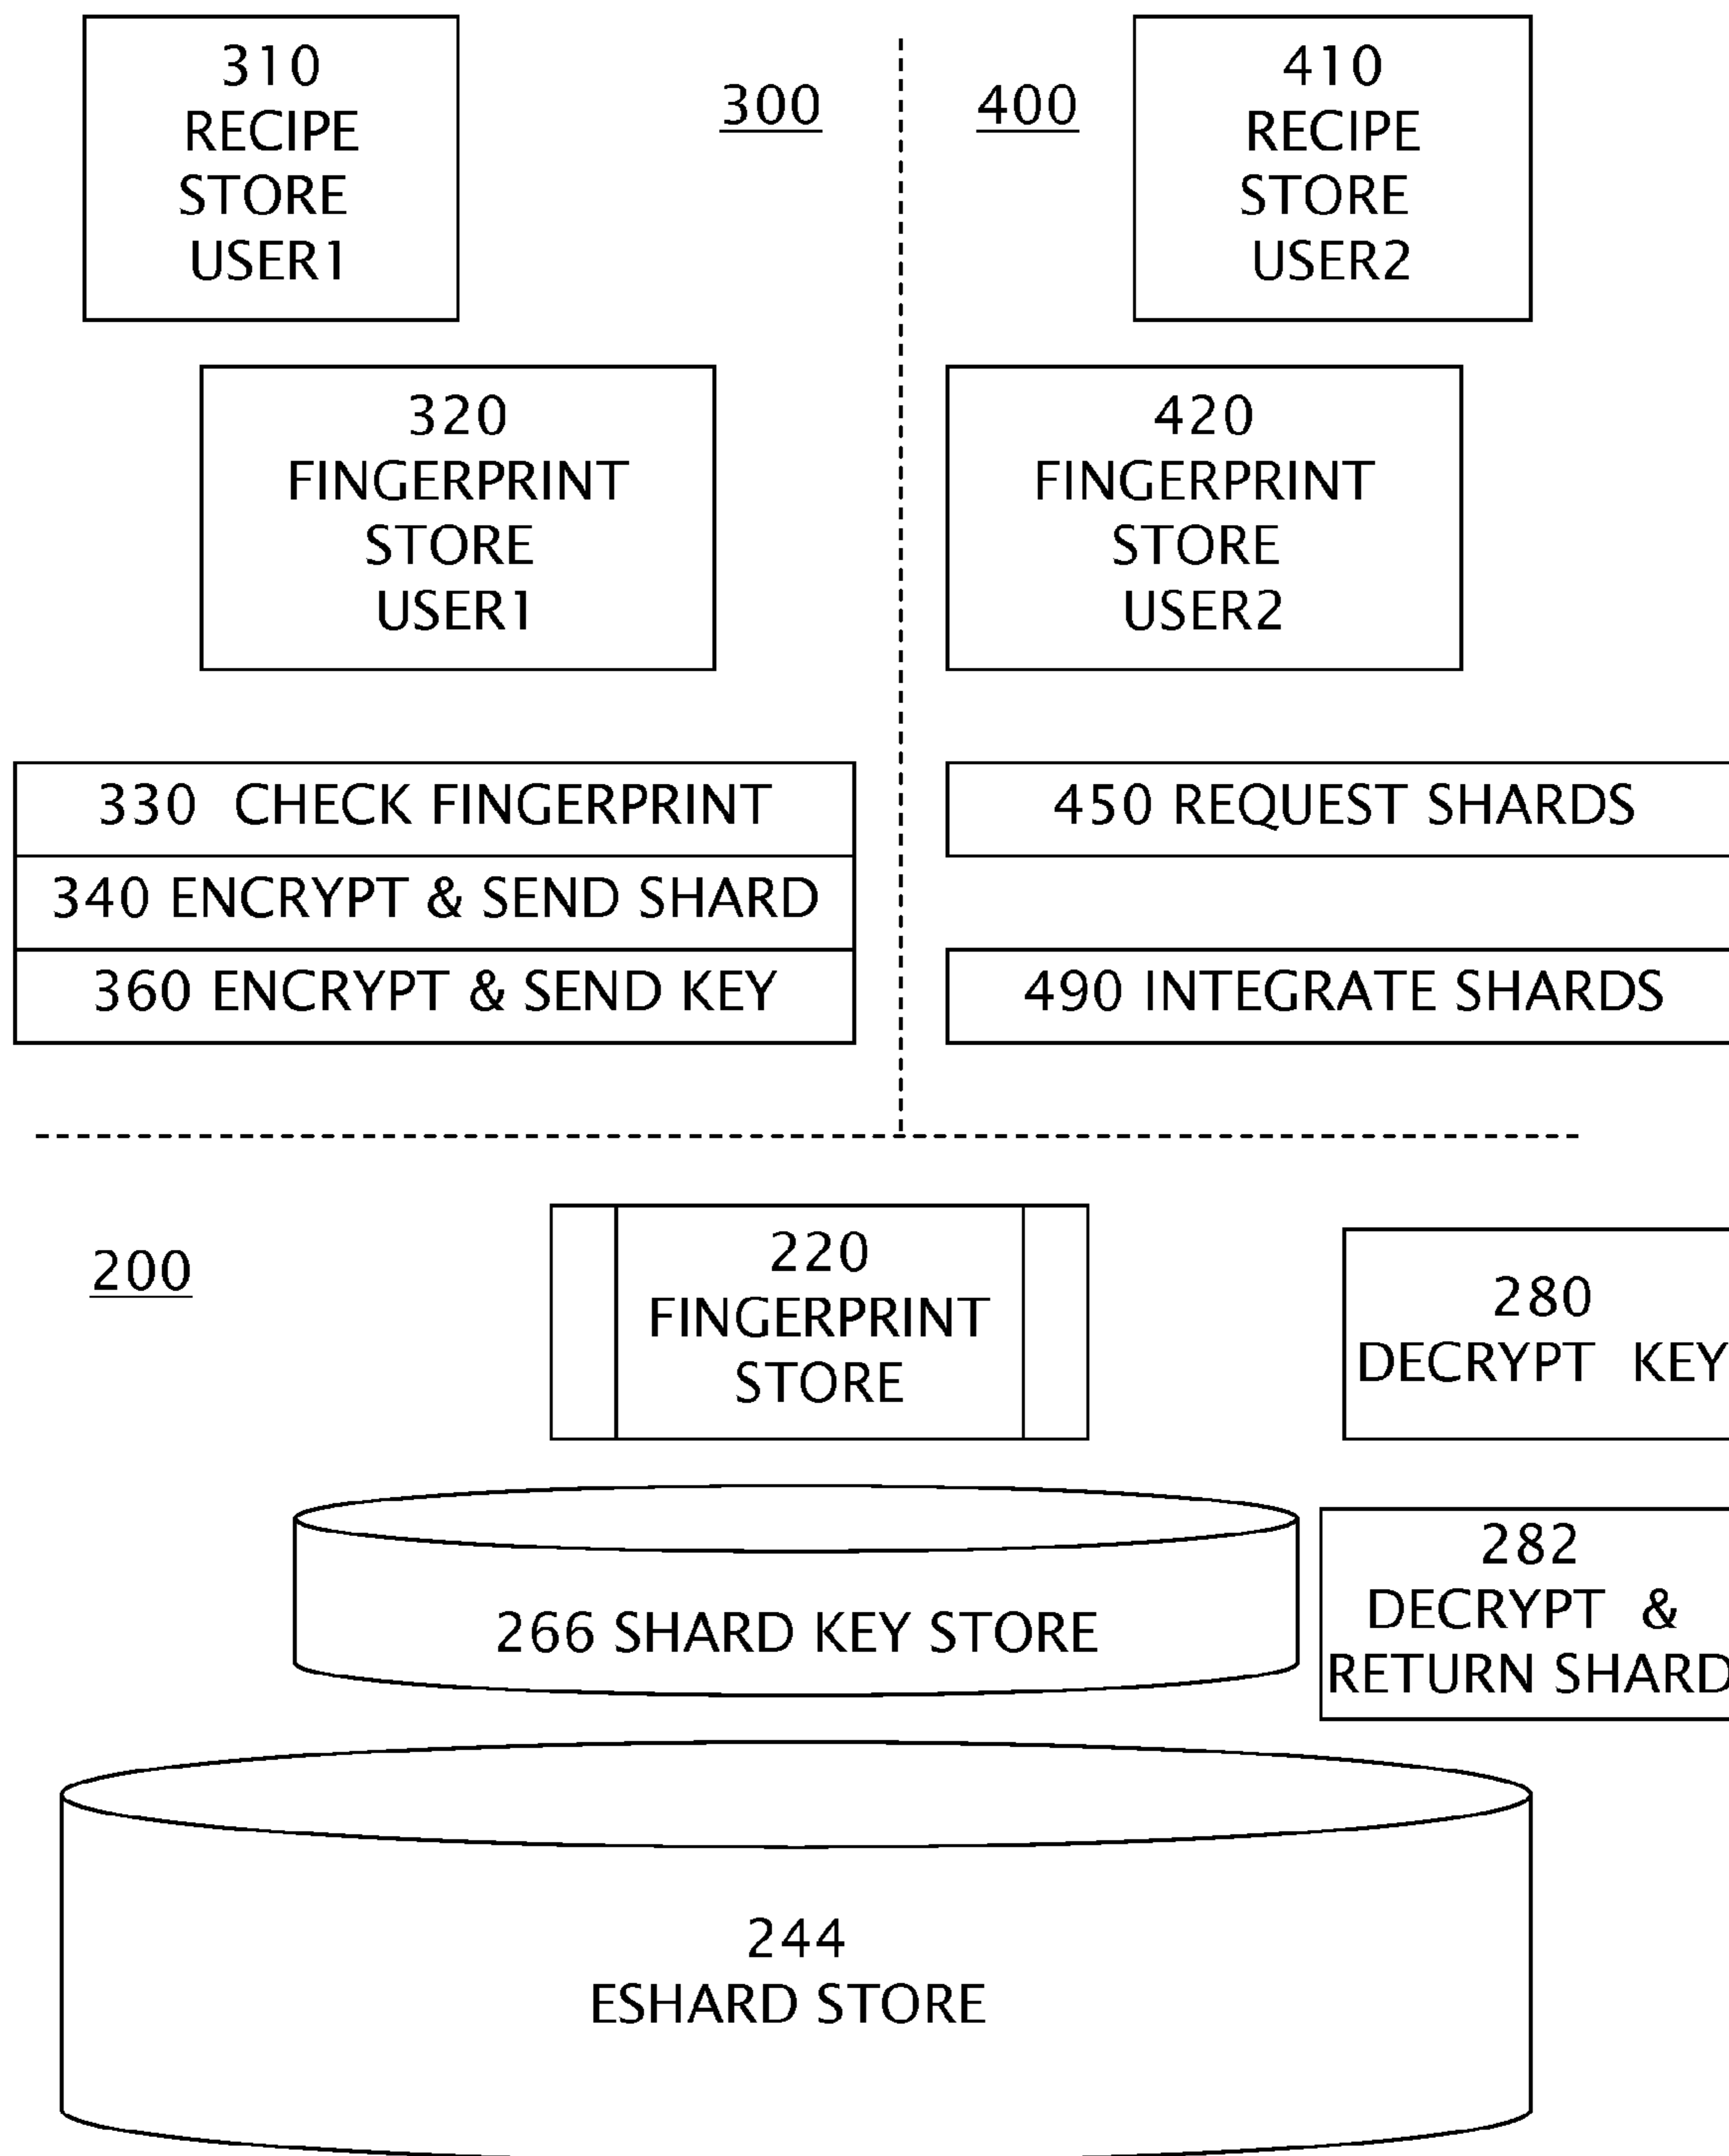 310
RECIPE
STORE
USER1
300
400
410
RECIPE
STORE
USER2
320
FINGERPRINT
STORE
USER1
420
FINGERPRINT
STORE
USER2
330 CHECK FINGERPRINT
340 ENCRYPT & SEND SHARD
360 ENCRYPT & SEND KEY
450 REQUEST SHARDS
490 INTEGRATE SHARDS
200
220
FINGERPRINT
STORE
280
DECRYPT KEY
266 SHARD KEY STORE
282
DECRYPT &
RETURN SHARD
244
ESHARD STORE